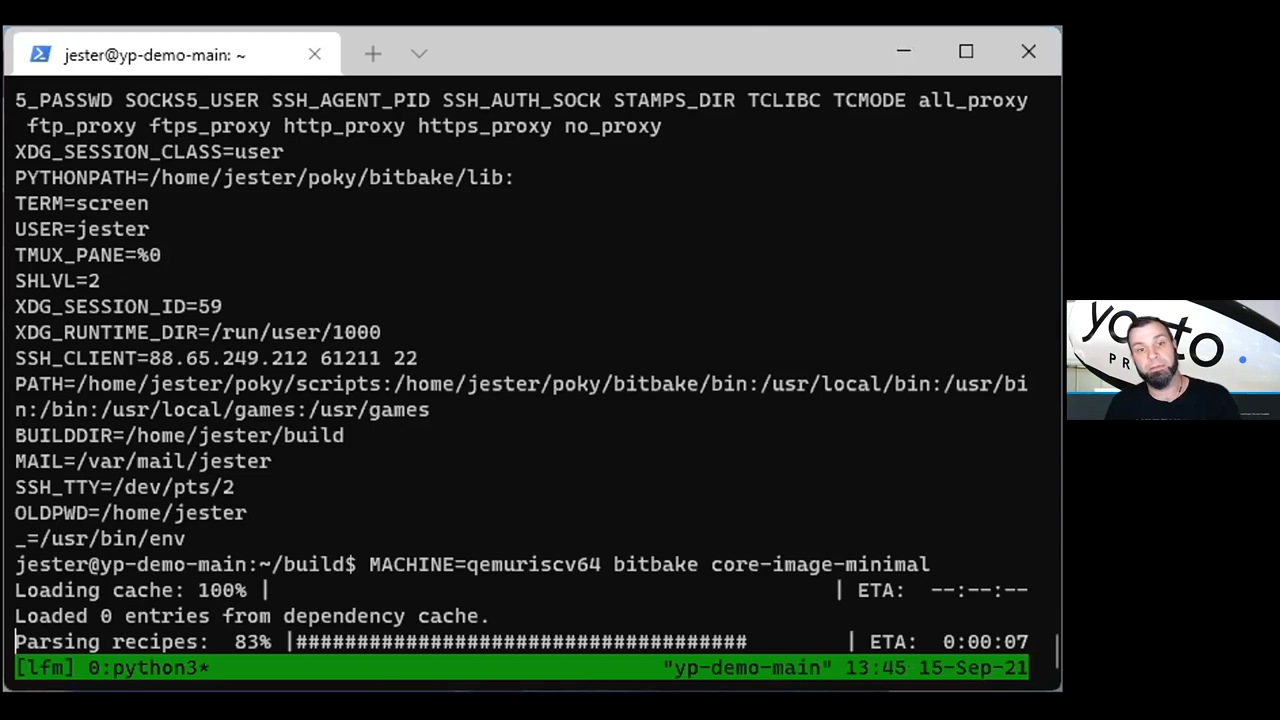 jester@yp-demo-main: ~
5_PASSWD SOCKS5_USER SSH_AGENT_PID SSH_AUTH_SOCK STAMPS_DIR TCLIBC TCMODE all_proxy
ftp_proxy ftps_proxy http_proxy https_proxy no_proxy
XDG_SESSION_CLASS=user
PYTHONPATH=/home/jester/poky/bitbake/lib:
TERM=screen
USER=jester
TMUX_PANE=%0
SHLVL=2
XDG_SESSION_ID=59
XDG_RUNTIME_DIR=/run/user/1000
SSH_CLIENT=88.65.249.212 61211 22
PATH=/home/jester/poky/scripts:/home/jester/poky/bitbake/bin:/usr/local/bin:/usr/bi
n:/bin:/usr/local/games:/usr/games
BUILDDIR=/home/jester/build
MAIL=/var/mail/jester
SSH_TTY=/dev/pts/2
OLDPWD=/home/jester
_=/usr/bin/env
jester@yp-demo-main:~/build$ MACHINE=qemuriscv64 bitbake core-image-minimal
Loading cache: 100% | | ETA: --:--:--
Loaded 0 entries from dependency cache.
Parsing recipes: 83% |##################################### | ETA: 0:00:07
[lfm] 0:python3* "yp-demo-main" 13:45 15-Sep-21